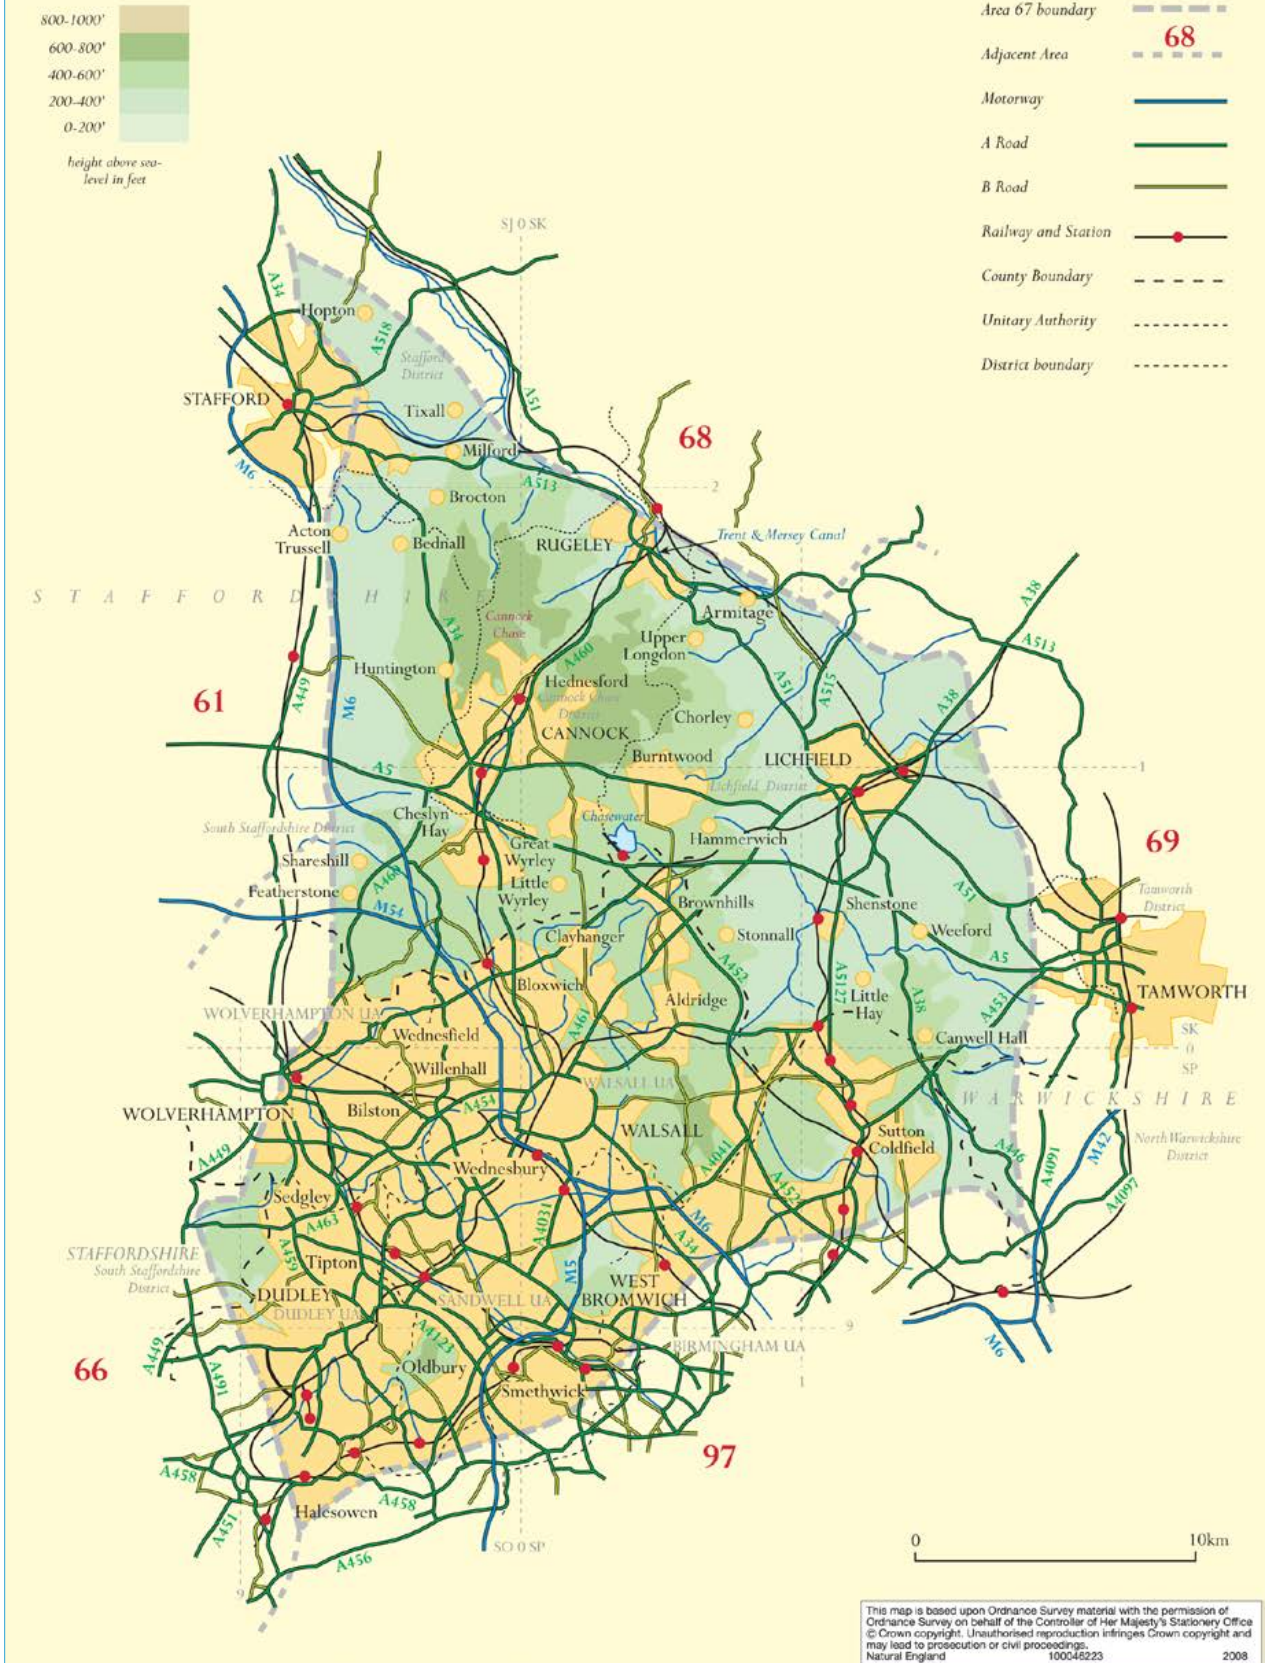 800-1000'
600-800'
400-600'
200-400'
0-200'
height above sea-
level in feet
Area 67 boundary
68
Adjacent Area
Motorway
A Road
B Road
Railway and Station
County Boundary
Unitary Authority
District boundary
SJ 0 SK
A34
Hopton
A518
Stafford
District
A51
STAFFORD
Tixall
68
M6
Milford
A513
2
Brocton
Acton
Trussell
Bednall
RUGELEY
Trent & Mersey Canal
STAFFORDSHIRE
A38
Cannock
Chase
Armitage
A34
Upper
Longdon
A513
A460
Huntington
Hednesford
A51
A515
61
A449
M6
Cannock Chase
District
A38
Chorley
CANNOCK
Burntwood
LICHFIELD
A5
1
Lichfield District
Cheslyn
Hay
Chasewater
South Staffordshire District
Hammerwich
69
Great
Wyrley
Shareshill
A460
Little
Wyrley
Featherstone
A51
Tamworth
District
M54
Brownhills
Shenstone
Clayhanger
Stonnall
Weeford
A5
A452
A5127
Bloxwich
Aldridge
Little
Hay
A38
A453
TAMWORTH
WOLVERHAMPTON UA
A461
SK
0
SP
Wednesfield
Canwell Hall
Willenhall
WALSALL UA
WARWICKSHIRE
WOLVERHAMPTON
Bilston
A454
WALSALL
Sutton
Coldfield
North Warwickshire
District
A449
A4041
A446
A4091
M42
Wednesbury
Sedgley
A452
A4097
A463
A4031
M6
A34
STAFFORDSHIRE
South Staffordshire
District
A459
Tipton
M5
DUDLEY
WEST
BROMWICH
DUDLEY UA
SANDWELL UA
A4123
9
BIRMINGHAM UA
M6
A449
66
A491
Oldbury
Smethwick
1
97
A458
A458
Halesowen
A451
A456
SO 0 SP
9
0
10km
This map is based upon Ordnance Survey material with the permission of
Ordnance Survey on behalf of the Controller of Her Majesty's Stationery Office
© Crown copyright. Unauthorised reproduction infringes Crown copyright and
may lead to prosecution or civil proceedings.
Natural England 100046223 2008